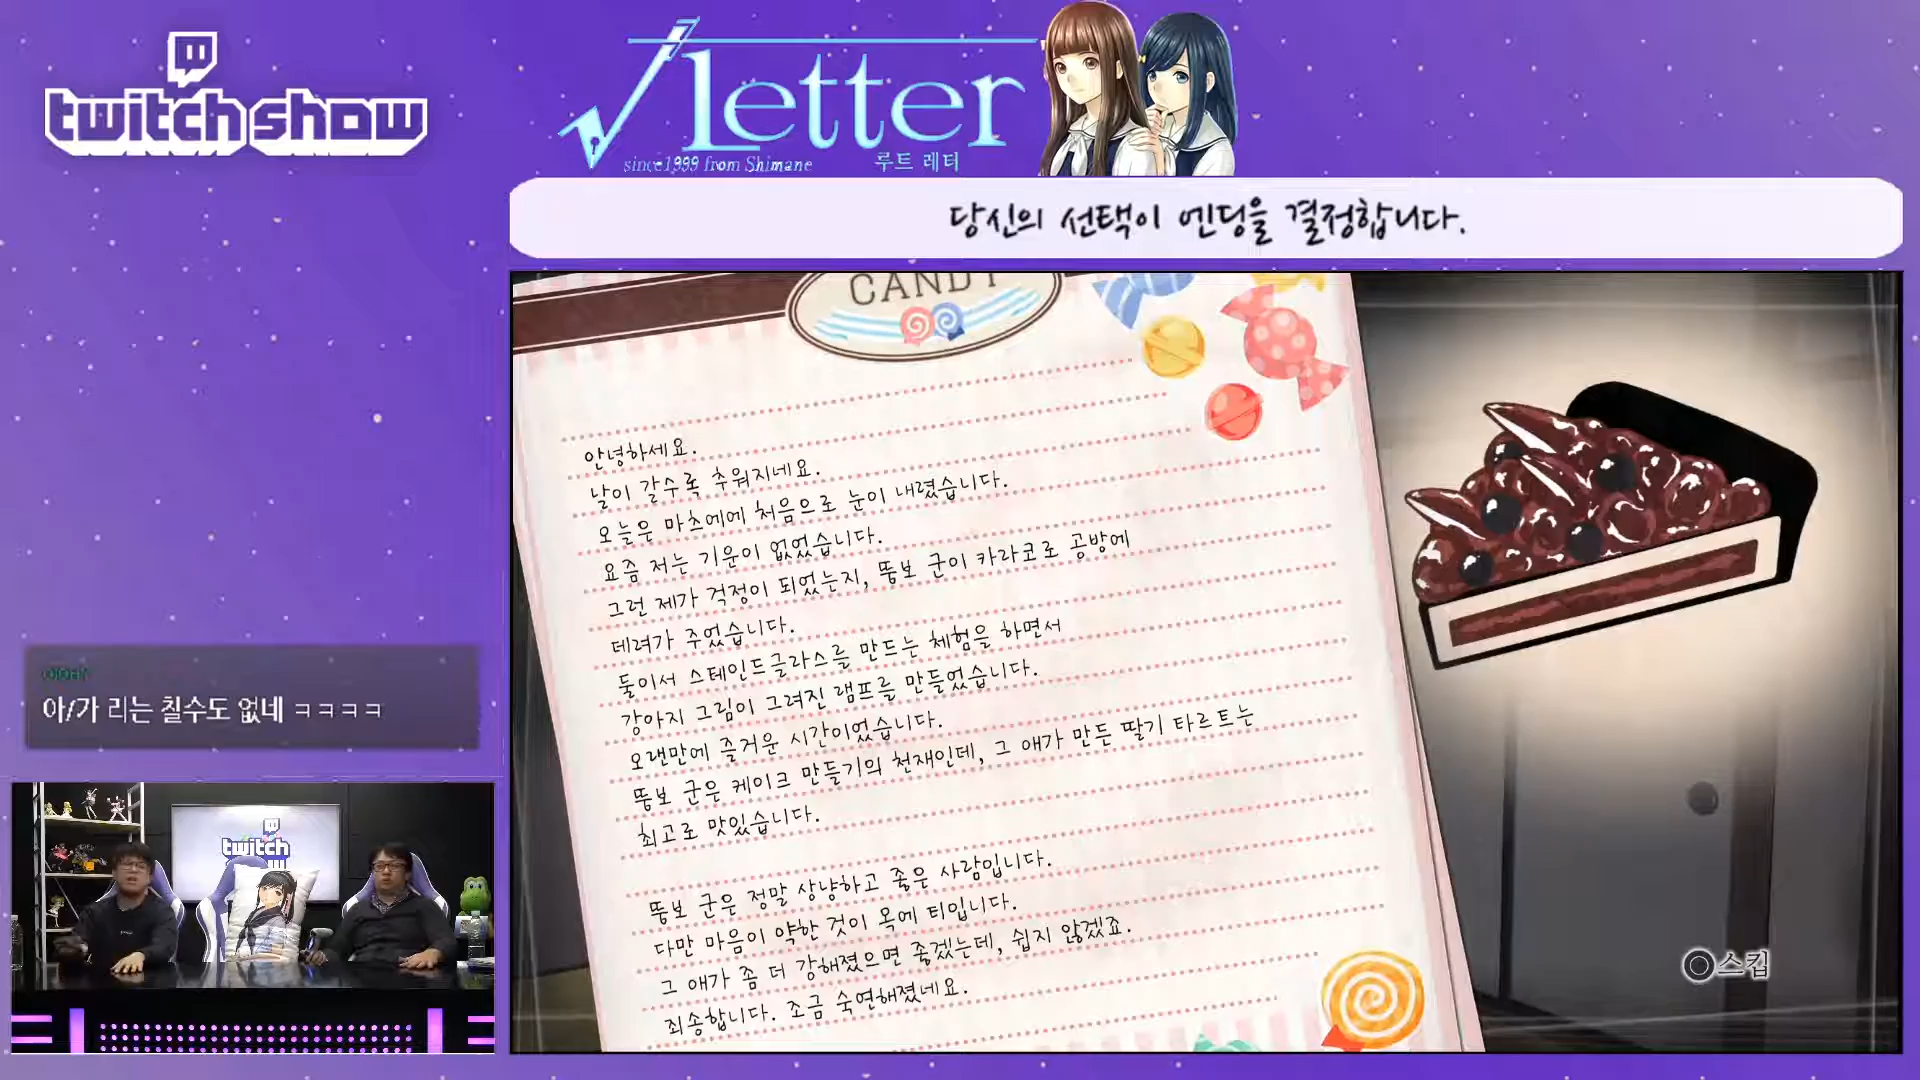 twitch show
√Letter
since1999 from Shimane
루트 레터
당신의 선택이 엔딩을 결정합니다.
CANDY
안녕하세요.
날이 갈수록 추워지네요.
오늘은 마츠에에 처음으로 눈이 내렸습니다.
요즘 저는 기운이 없었습니다.
그런 제가 걱정이 되었는지, 뚱보 군이 카라코로 공방에
데려가 주었습니다.
둘이서 스테인드글라스를 만드는 체험을 하면서
강아지 그림이 그려진 램프를 만들었습니다.
오랜만에 즐거운 시간이었습니다.
뚱보 군은 케이크 만들기의 천재인데, 그 애가 만든 딸기 타르트는
최고로 맛있습니다.
뚱보 군은 정말 상냥하고 좋은 사람입니다.
다만 마음이 약한 것이 옥에 티입니다.
그 애가 좀 더 강해졌으면 좋겠는데, 쉽지 않겠죠.
죄송합니다. 조금 숙연해졌네요.
스킵
아/가 리는 칠수도 없네 ㅋㅋㅋㅋ
twitch